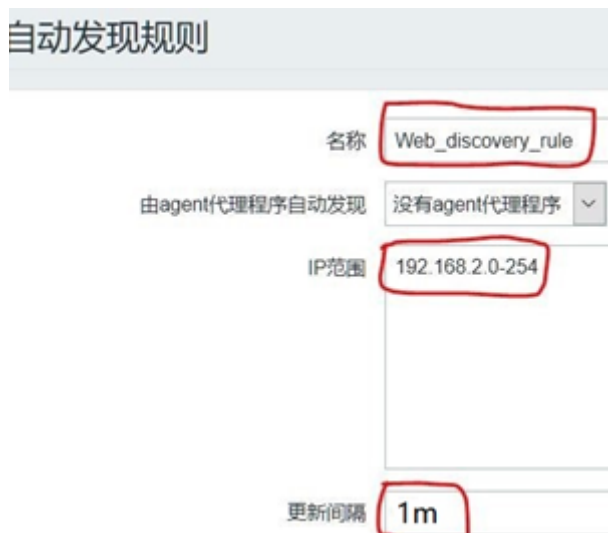 自动发现规则
名称 Web_discovery_rule
由agent代理程序自动发现 没有agent代理程序
IP范围 192.168.2.0-254
更新间隔 1m